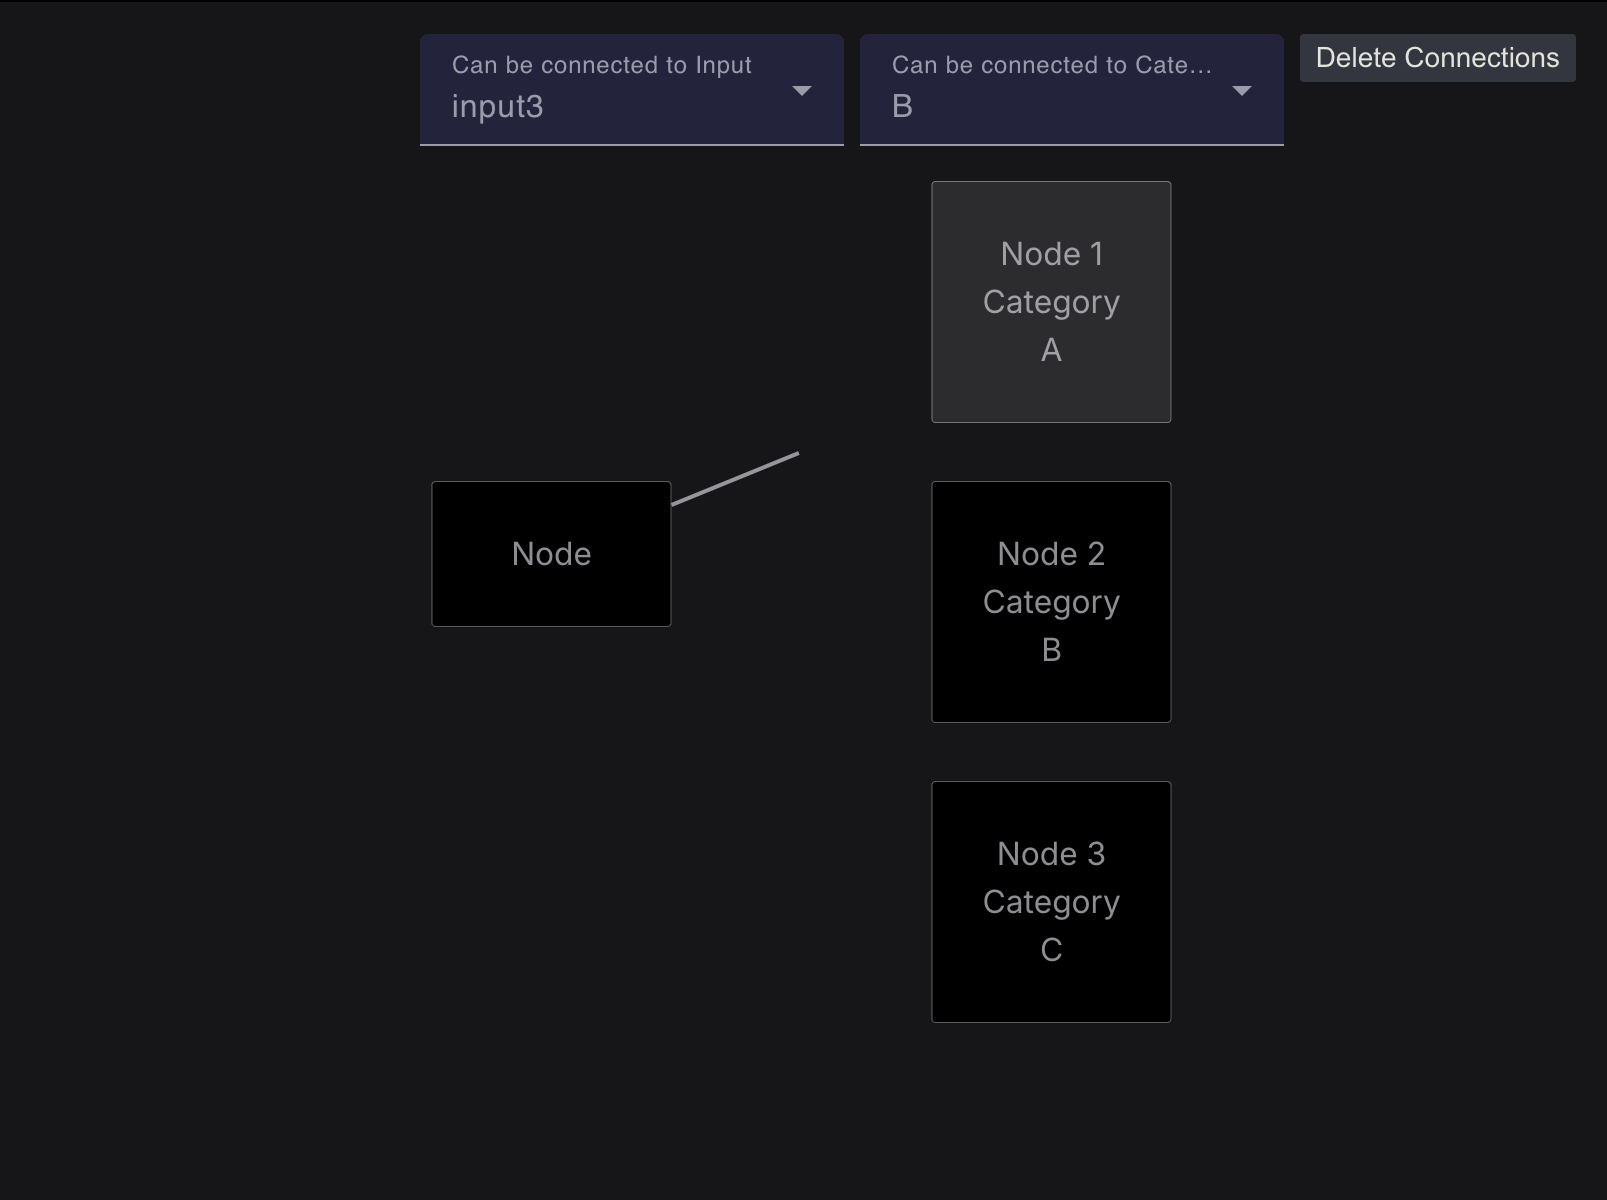 Can be connected to Input
input3
Can be connected to Cate...
B
Delete Connections
Node 1
Category
A
Node
Node 2
Category
B
Node 3
Category
C